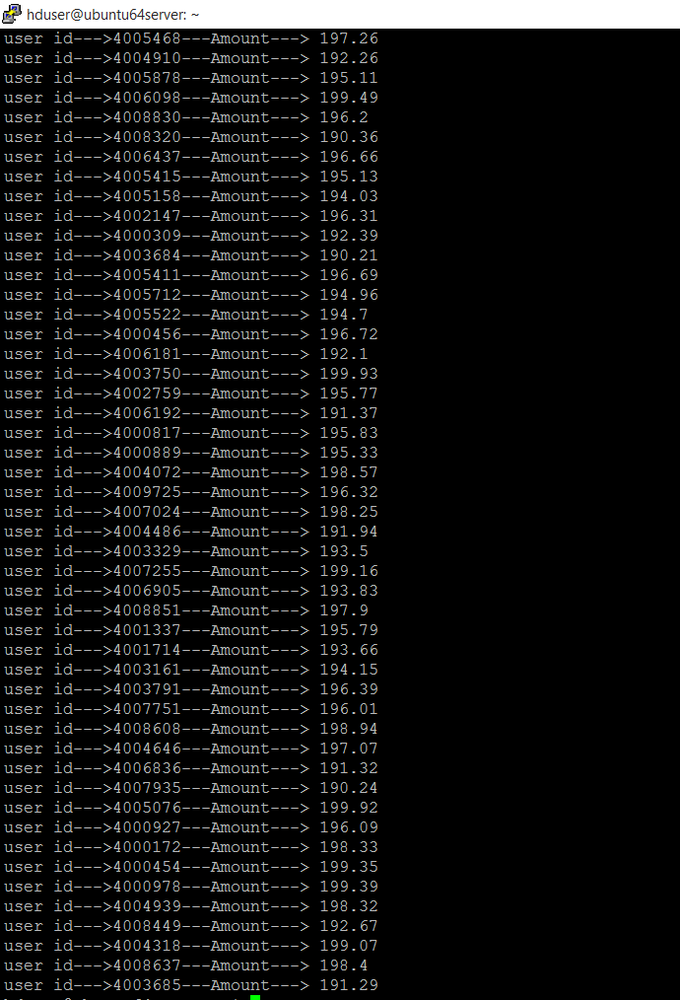 hduser@ubuntu64server: ~
user id--->4005468---Amount---> 197.26
user id--->4004910---Amount---> 192.26
user id--->4005878---Amount---> 195.11
user id--->4006098---Amount---> 199.49
user id--->4008830---Amount---> 196.2
user id--->4008320---Amount---> 190.36
user id--->4006437---Amount---> 196.66
user id--->4005415---Amount---> 195.13
user id--->4005158---Amount---> 194.03
user id--->4002147---Amount---> 196.31
user id--->4000309---Amount---> 192.39
user id--->4003684---Amount---> 190.21
user id--->4005411---Amount---> 196.69
user id--->4005712---Amount---> 194.96
user id--->4005522---Amount---> 194.7
user id--->4000456---Amount---> 196.72
user id--->4006181---Amount---> 192.1
user id--->4003750---Amount---> 199.93
user id--->4002759---Amount---> 195.77
user id--->4006192---Amount---> 191.37
user id--->4000817---Amount---> 195.83
user id--->4000889---Amount---> 195.33
user id--->4004072---Amount---> 198.57
user id--->4009725---Amount---> 196.32
user id--->4007024---Amount---> 198.25
user id--->4004486---Amount---> 191.94
user id--->4003329---Amount---> 193.5
user id--->4007255---Amount---> 199.16
user id--->4006905---Amount---> 193.83
user id--->4008851---Amount---> 197.9
user id--->4001337---Amount---> 195.79
user id--->4001714---Amount---> 193.66
user id--->4003161---Amount---> 194.15
user id--->4003791---Amount---> 196.39
user id--->4007751---Amount---> 196.01
user id--->4008608---Amount---> 198.94
user id--->4004646---Amount---> 197.07
user id--->4006836---Amount---> 191.32
user id--->4007935---Amount---> 190.24
user id--->4005076---Amount---> 199.92
user id--->4000927---Amount---> 196.09
user id--->4000172---Amount---> 198.33
user id--->4000454---Amount---> 199.35
user id--->4000978---Amount---> 199.39
user id--->4004939---Amount---> 198.32
user id--->4008449---Amount---> 192.67
user id--->4004318---Amount---> 199.07
user id--->4008637---Amount---> 198.4
user id--->4003685---Amount---> 191.29